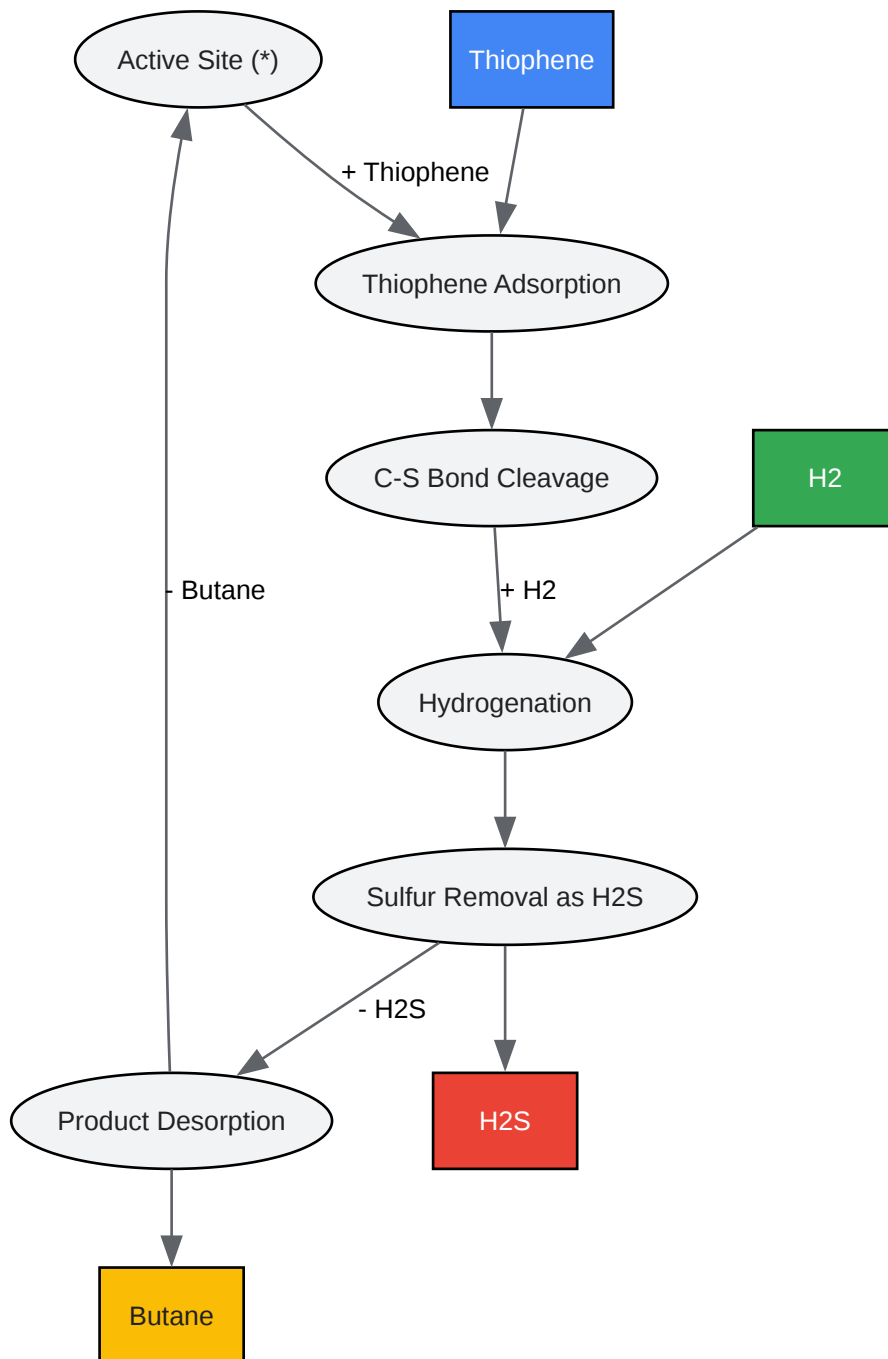 Active Site (*)
Thiophene
+ Thiophene
Thiophene Adsorption
C-S Bond Cleavage
H2
- Butane
+ H2
Hydrogenation
Sulfur Removal as H2S
- H2S
Product Desorption
H2S
Butane